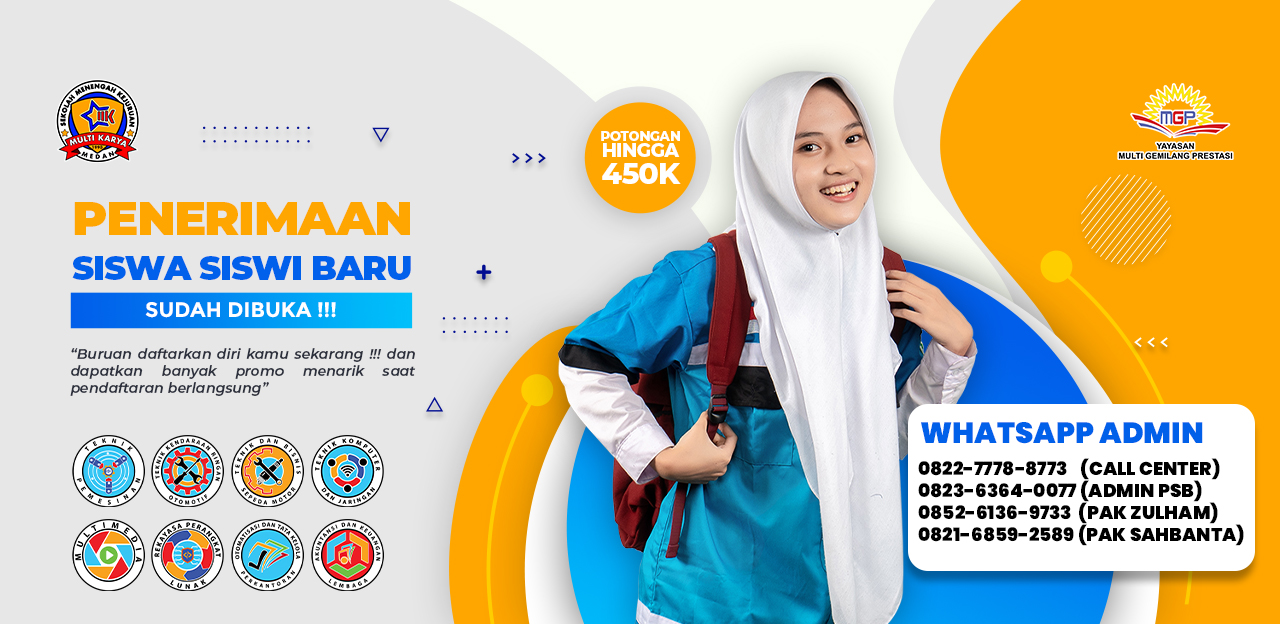 SEKOLAH MENENGAH KEJURUAN
MULTI KARYA
MEDAN
PENERIMAAN
SISWA SISWI BARU
SUDAH DIBUKA !!!
“Buruan daftarkan diri kamu sekarang !!! dan
dapatkan banyak promo menarik saat
pendaftaran berlangsung”
TEKNIK
PEMESINAN
TEKNIK KENDARAAN RINGAN
OTOMOTIF
TEKNIK DAN BISNIS
SEPEDA MOTOR
TEKNIK KOMPUTER
DAN JARINGAN
MULTIMEDIA
REKAYASA PERANGKAT
LUNAK
OTOMATISASI DAN TATA KELOLA
PERKANTORAN
AKUNTANSI DAN KEUANGAN
LEMBAGA
POTONGAN
HINGGA
450K
MGP
YAYASAN
MULTI GEMILANG PRESTASI
WHATSAPP ADMIN
0822-7778-8773 (CALL CENTER)
0823-6364-0077 (ADMIN PSB)
0852-6136-9733 (PAK ZULHAM)
0821-6859-2589 (PAK SAHBANTA)